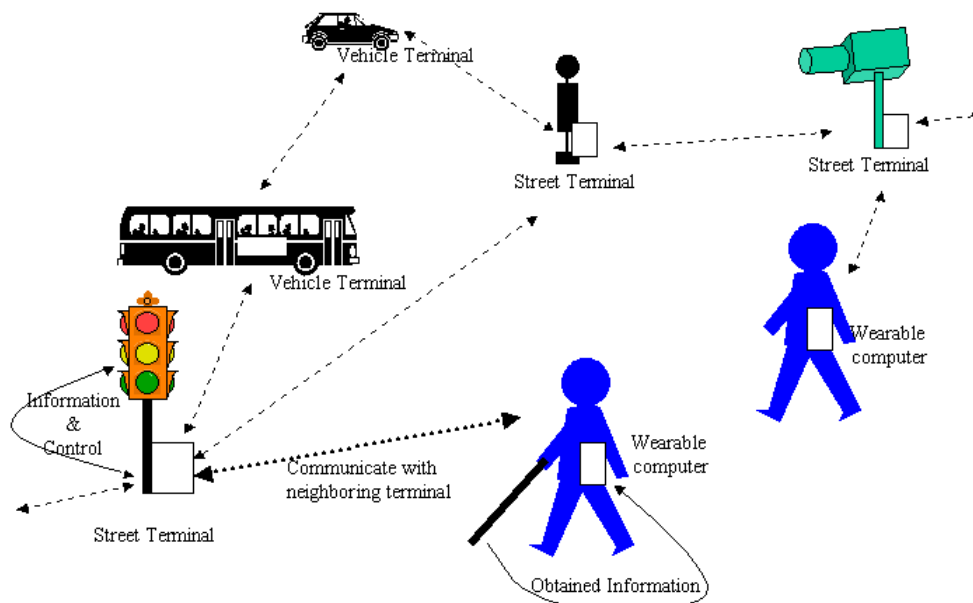 Vehicle Terminal
Street Terminal
Street Terminal
Vehicle Terminal
Wearable
computer
Information
&
Control
Wearable
computer
Communicate with
neighboring terminal
Street Terminal
Obtained Information